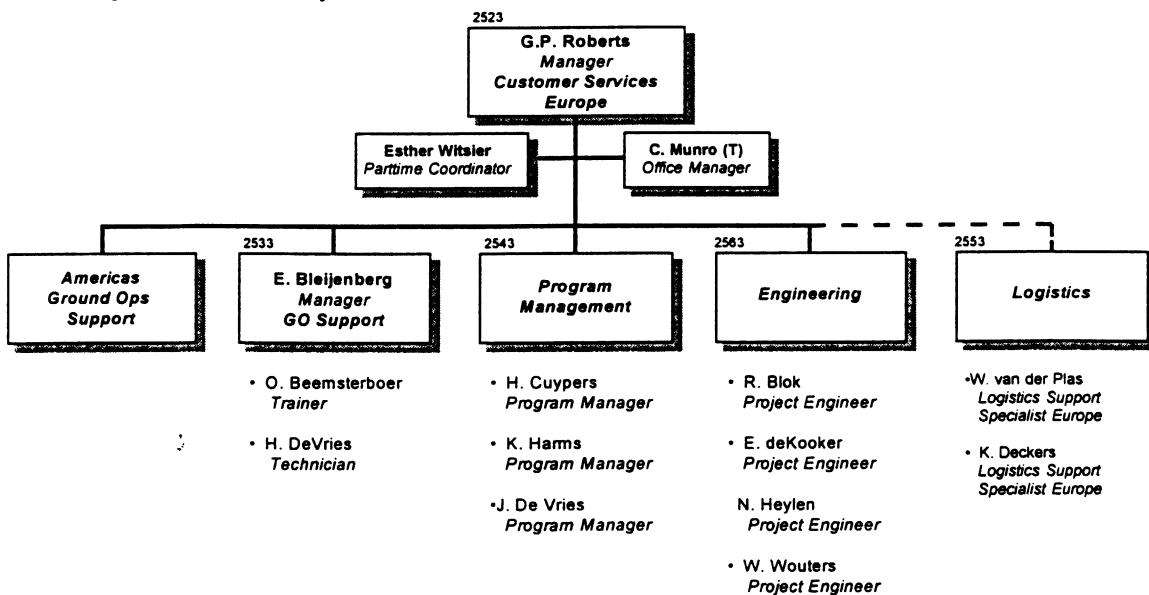 2523
G.P. Roberts
Manager
Customer Services
Europe
Esther Witsier
Parttime Coordinator
C. Munro (T)
Office Manager
Americas
Ground Ops
Support
2533
E. Bleijenberg
Manager
GO Support
• O. Beemsterboer
Trainer
• H. DeVries
Technician
2543
Program
Management
• H. Cuypers
Program Manager
• K. Harms
Program Manager
•J. De Vries
Program Manager
2563
Engineering
• R. Blok
Project Engineer
• E. deKooker
Project Engineer
N. Heylen
Project Engineer
• W. Wouters
Project Engineer
2553
Logistics
•W. van der Plas
Logistics Support
Specialist Europe
• K. Deckers
Logistics Support
Specialist Europe